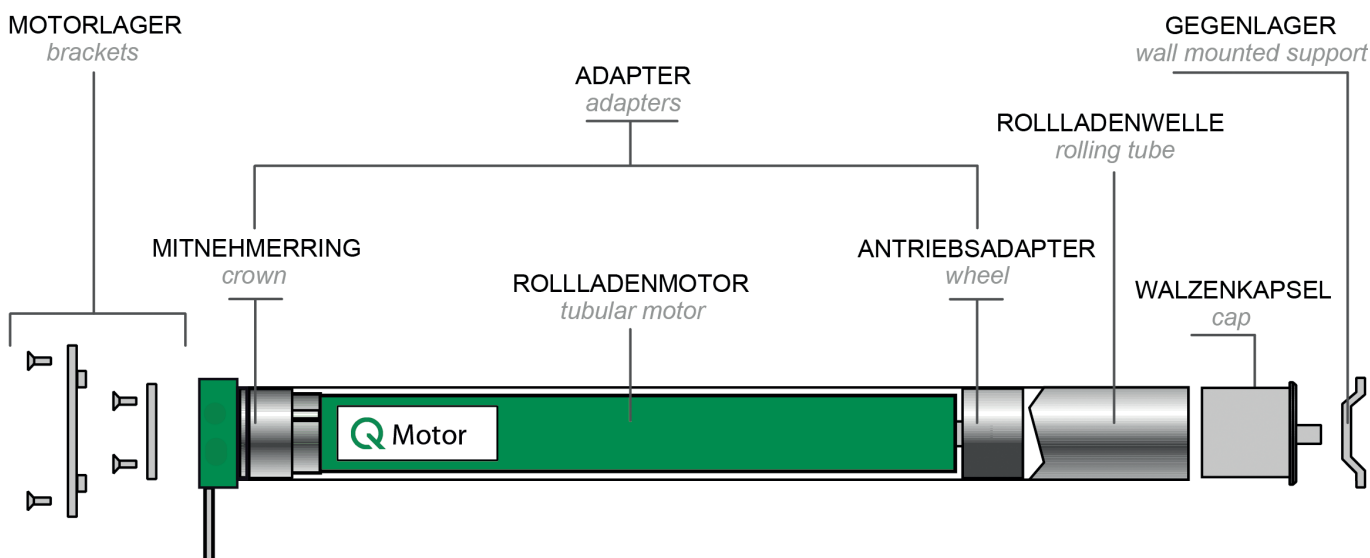 MOTORLAGER
brackets
GEGENLAGER
wall mounted support
ADAPTER
adapters
ROLLLADENWELLE
rolling tube
MITNEHMERRING
crown
ANTRIEBSADAPTER
wheel
ROLLLADENMOTOR
tubular motor
WALZENKAPSEL
cap
Q Motor